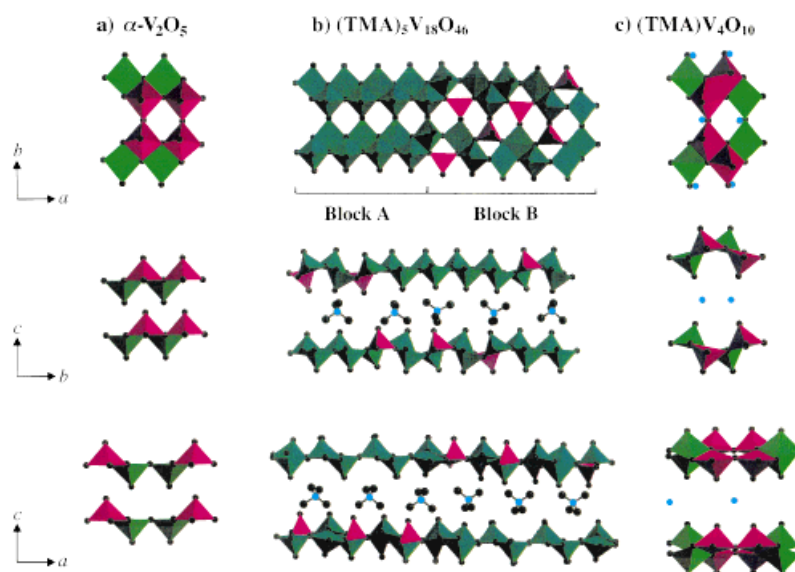 a) α-V₂O₅
b) (TMA)₅V₁₈O₄₆
c) (TMA)V₄O₁₀
b
a
Block A
Block B
c
b
c
a